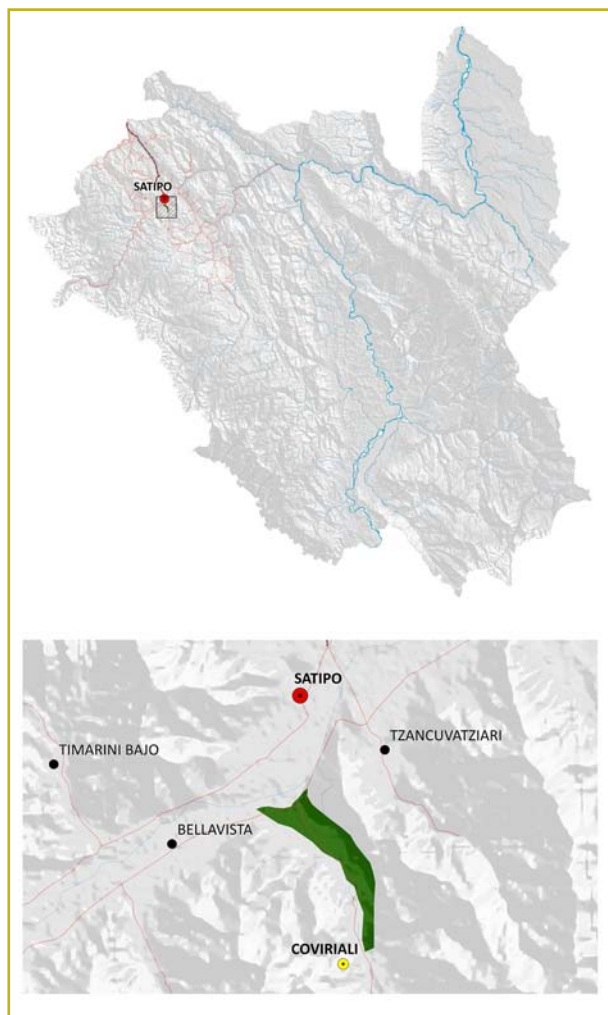 SATIPO
SATIPO
TZANCUVATZIARI
TIMARINI BAJO
BELLAVISTA
COVIRIALI